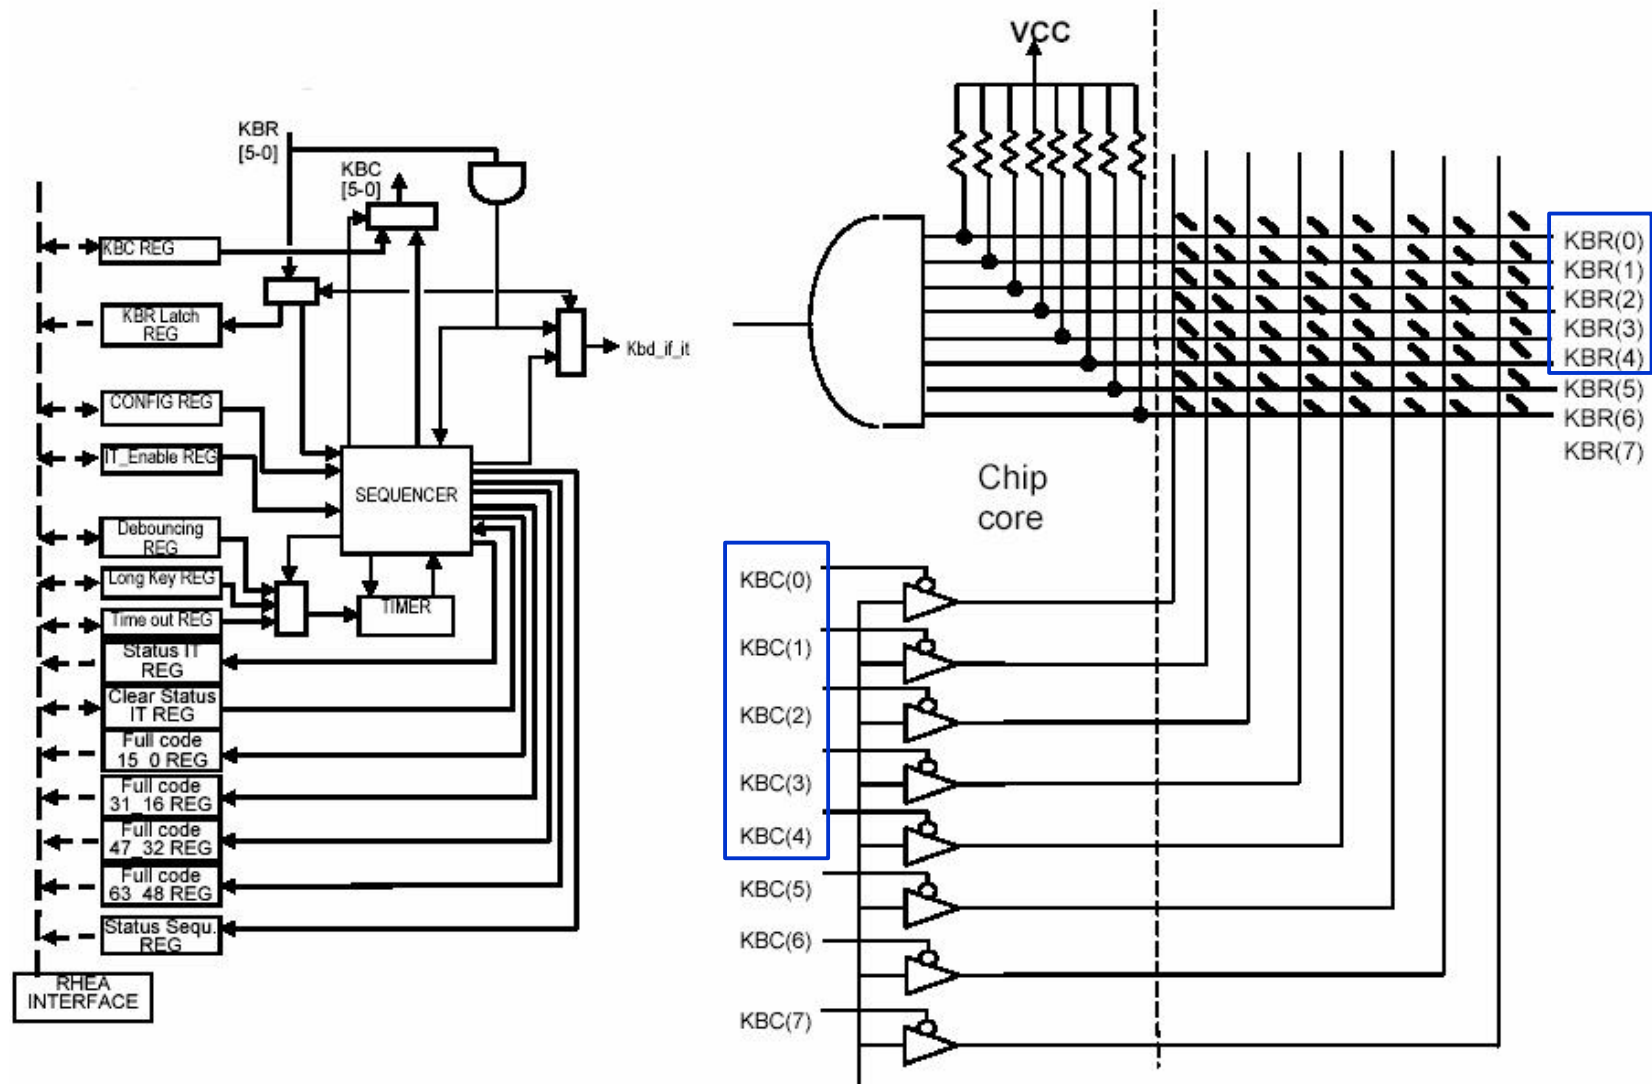 KBR
[5-0]
KBC
[5-0]
KBC REG
KBR Latch
REG
Kbd_if_it
CONFIG REG
IT_Enable REG
SEQUENCER
Debouncing
REG
Long Key REG
TIMER
Time out REG
Status IT
REG
Clear Status
IT REG
Full code
15_0 REG
Full code
31_16 REG
Full code
47_32 REG
Full code
63_48 REG
Status Sequ.
REG
RHEA
INTERFACE
VCC
KBR(0)
KBR(1)
KBR(2)
KBR(3)
KBR(4)
KBR(5)
KBR(6)
KBR(7)
Chip
core
KBC(0)
KBC(1)
KBC(2)
KBC(3)
KBC(4)
KBC(5)
KBC(6)
KBC(7)